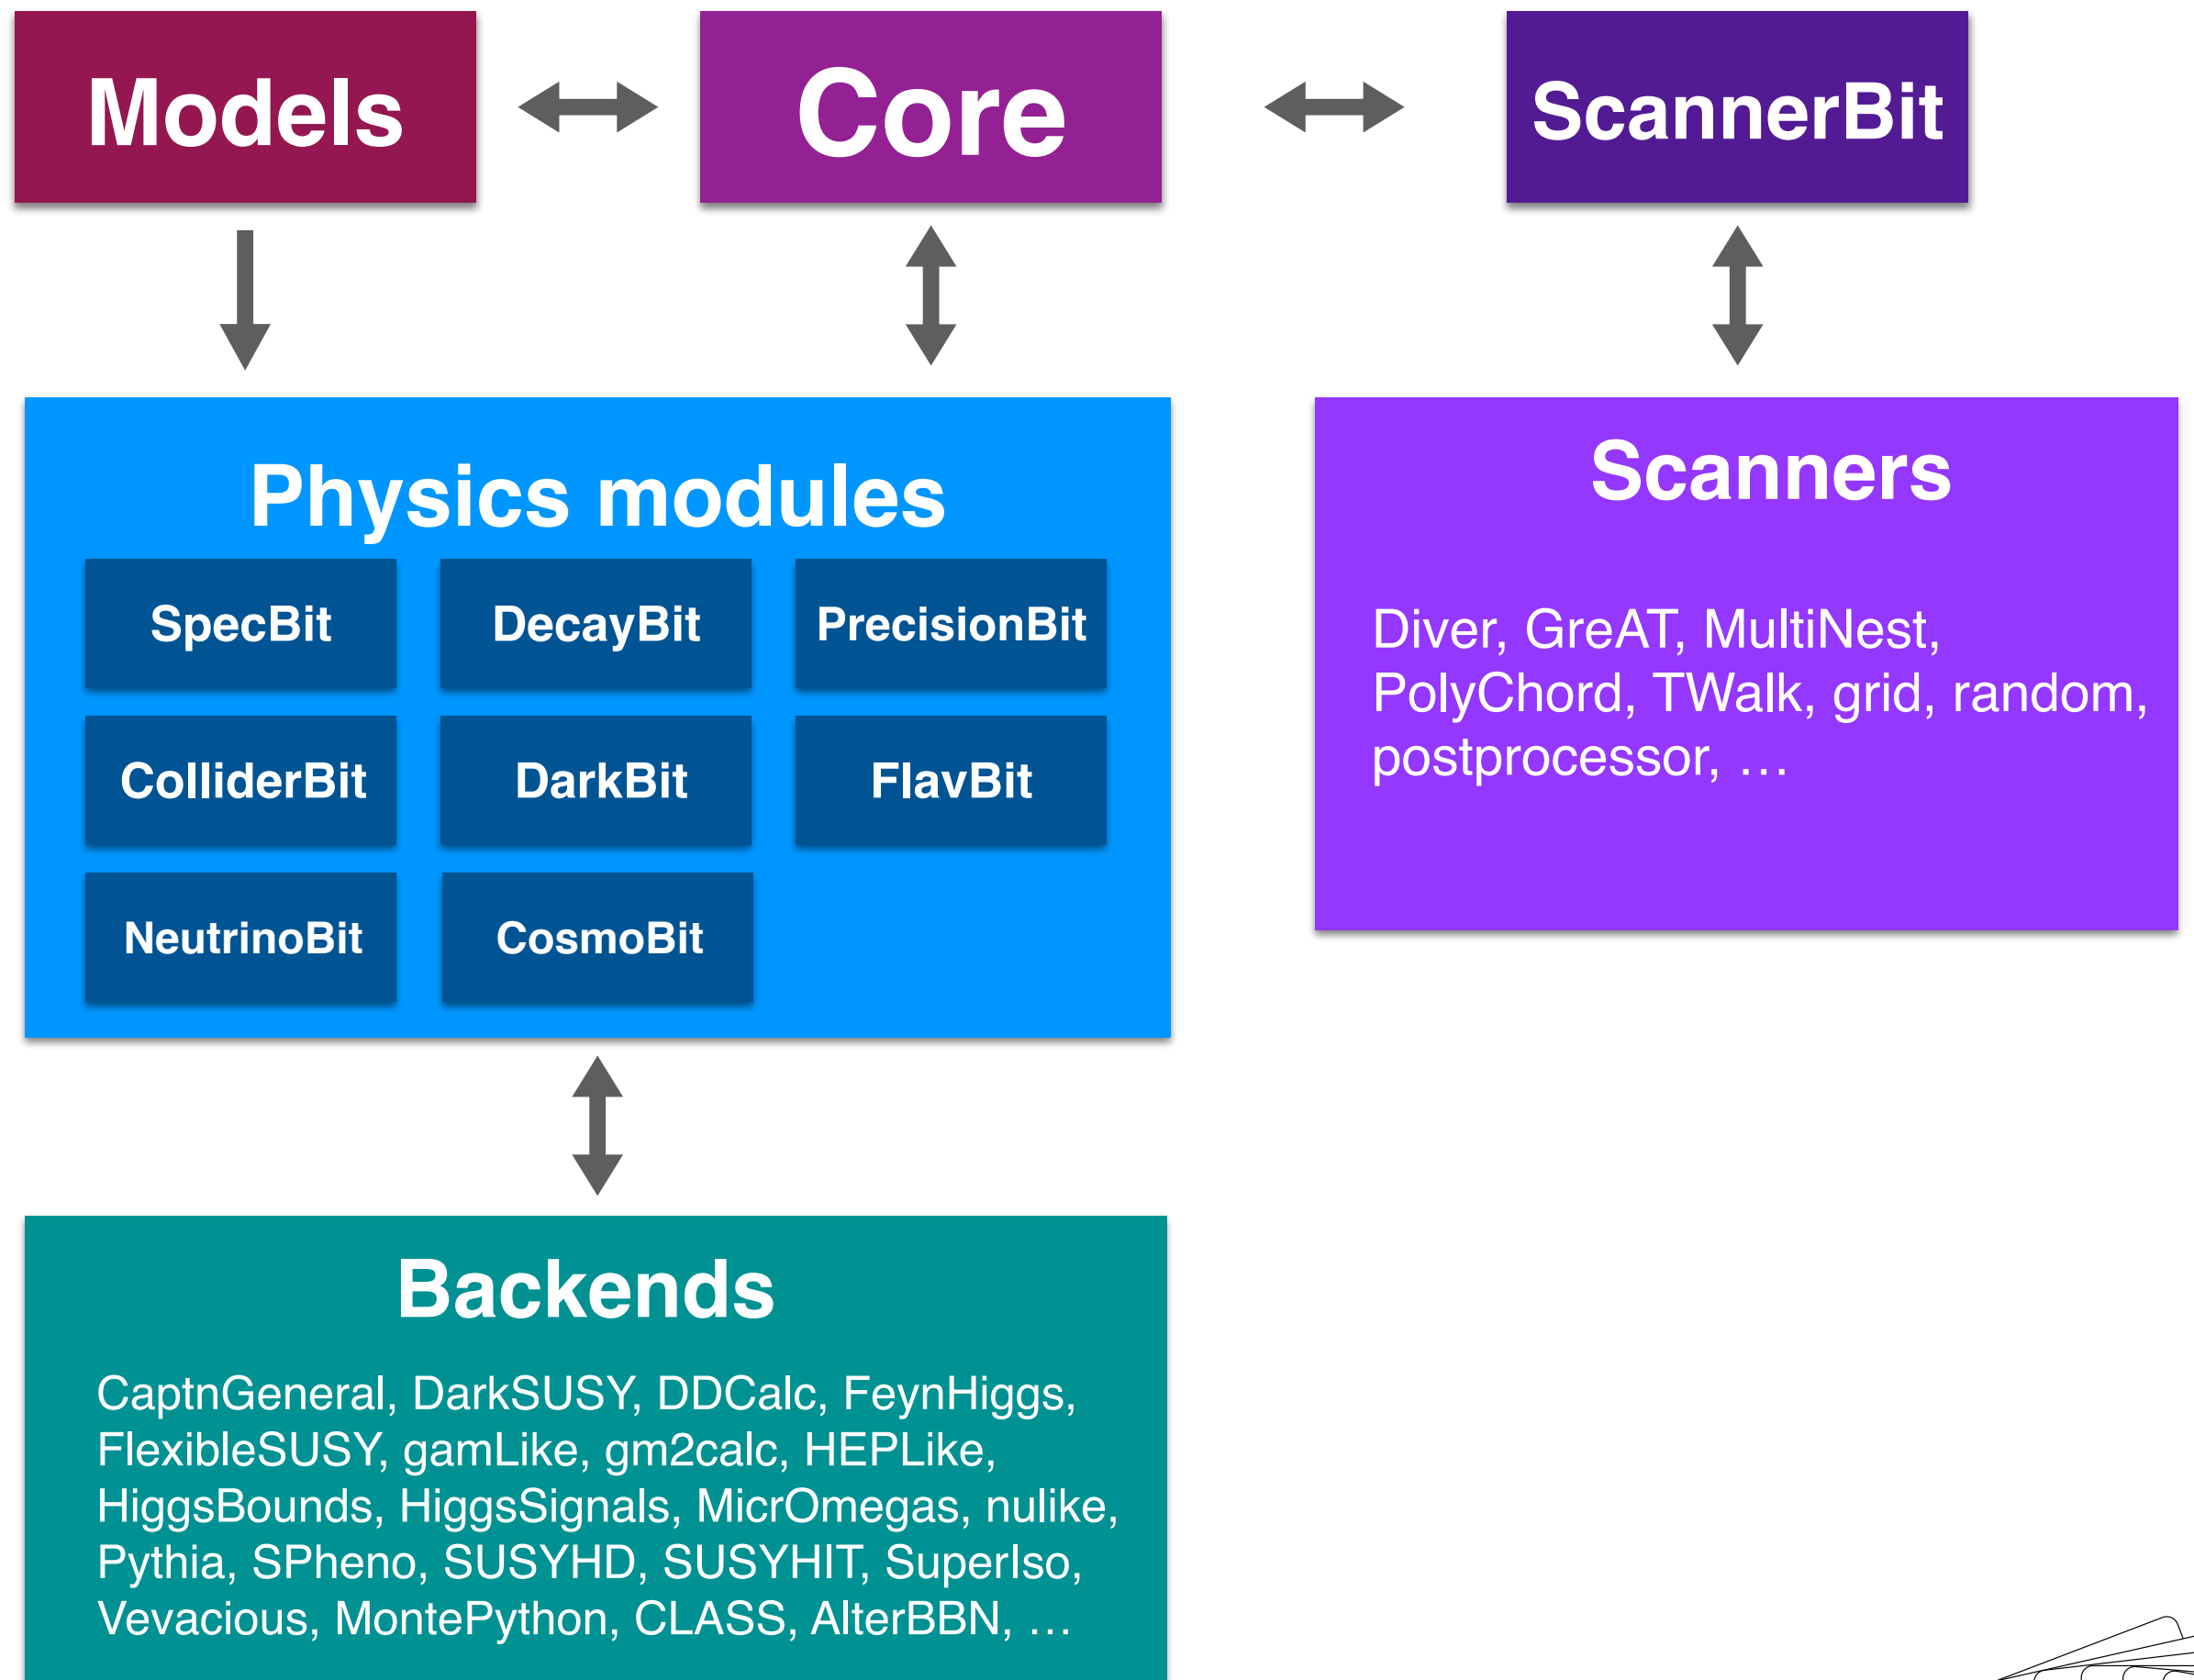 Models
Core
ScannerBit
Physics modules
SpecBit
DecayBit
PrecisionBit
ColliderBit
DarkBit
FlavBit
NeutrinoBit
CosmoBit
Scanners
Diver, GreAT, MultiNest,
PolyChord, TWalk, grid, random,
postprocessor, …
Backends
CaptnGeneral, DarkSUSY, DDCalc, FeynHiggs,
FlexibleSUSY, gamLike, gm2calc, HEPLike,
HiggsBounds, HiggsSignals, MicrOmegas, nulike,
Pythia, SPheno, SUSYHD, SUSYHIT, SuperIso,
Vevacious, MontePython, CLASS, AlterBBN, …